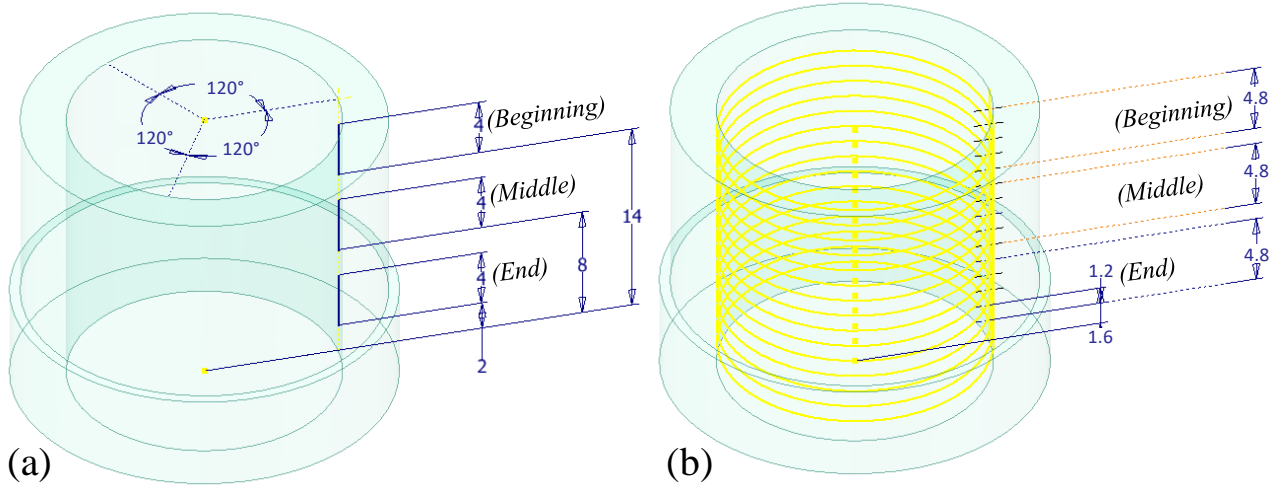 120°
120°
120°
4
(Beginning)
4
(Middle)
14
8
4
(End)
2
(a)
4.8
(Beginning)
4.8
(Middle)
4.8
(End)
1.2
1.6
(b)